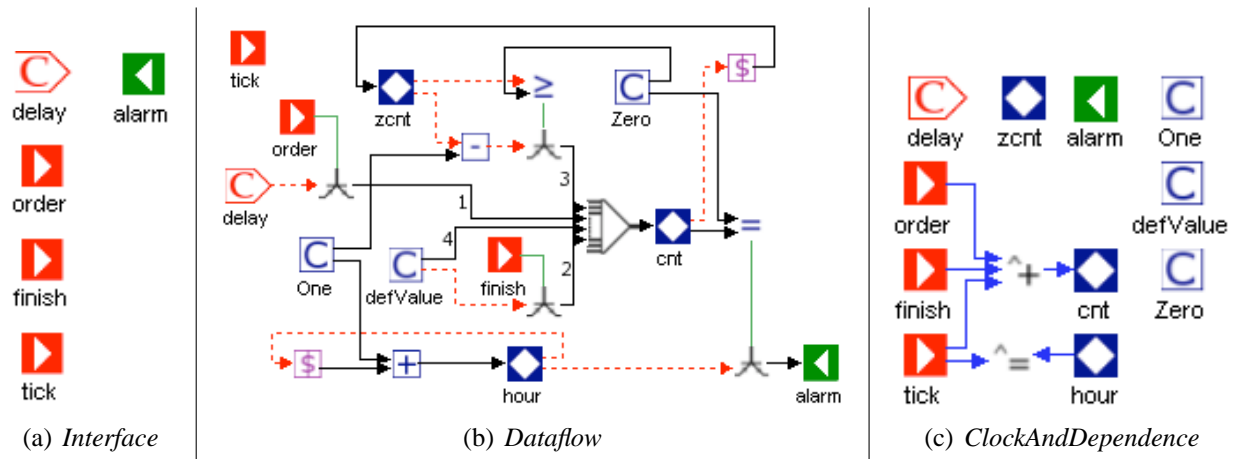 C
delay
alarm
order
finish
tick
(a) Interface
tick
$
zcnt
≥
C
Zero
order
-
3
C
delay
1
cnt
=
4
C
One
C
defValue
finish
2
$
+
hour
alarm
(b) Dataflow
C
delay
zcnt
alarm
C
One
order
C
defValue
finish
^+
cnt
C
Zero
tick
^=
hour
(c) ClockAndDependence